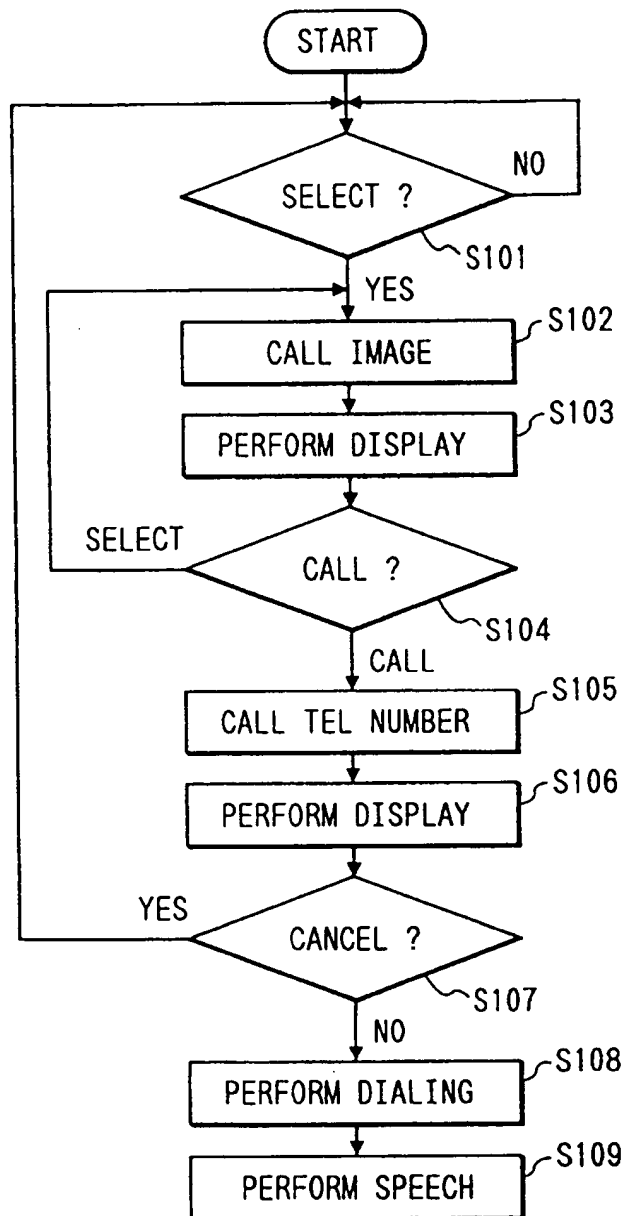 START
NO
SELECT ?
S101
YES
S102
CALL IMAGE
S103
PERFORM DISPLAY
SELECT
CALL ?
S104
CALL
S105
CALL TEL NUMBER
S106
PERFORM DISPLAY
YES
CANCEL ?
S107
NO
S108
PERFORM DIALING
S109
PERFORM SPEECH